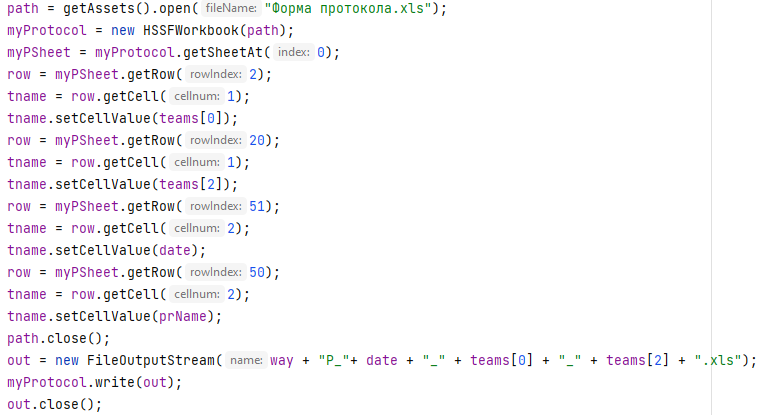 path = getAssets().open( fileName: "Форма протокола.xls");
myProtocol = new HSSFWorkbook(path);
myPSheet = myProtocol.getSheetAt( index: 0);
row = myPSheet.getRow( rowIndex: 2);
tname = row.getCell( cellnum: 1);
tname.setCellValue(teams[0]);
row = myPSheet.getRow( rowIndex: 20);
tname = row.getCell( cellnum: 1);
tname.setCellValue(teams[2]);
row = myPSheet.getRow( rowIndex: 51);
tname = row.getCell( cellnum: 2);
tname.setCellValue(date);
row = myPSheet.getRow( rowIndex: 50);
tname = row.getCell( cellnum: 2);
tname.setCellValue(prName);
path.close();
out = new FileOutputStream( name: way + "P_"+ date + "_" + teams[0] + "_" + teams[2] + ".xls");
myProtocol.write(out);
out.close();